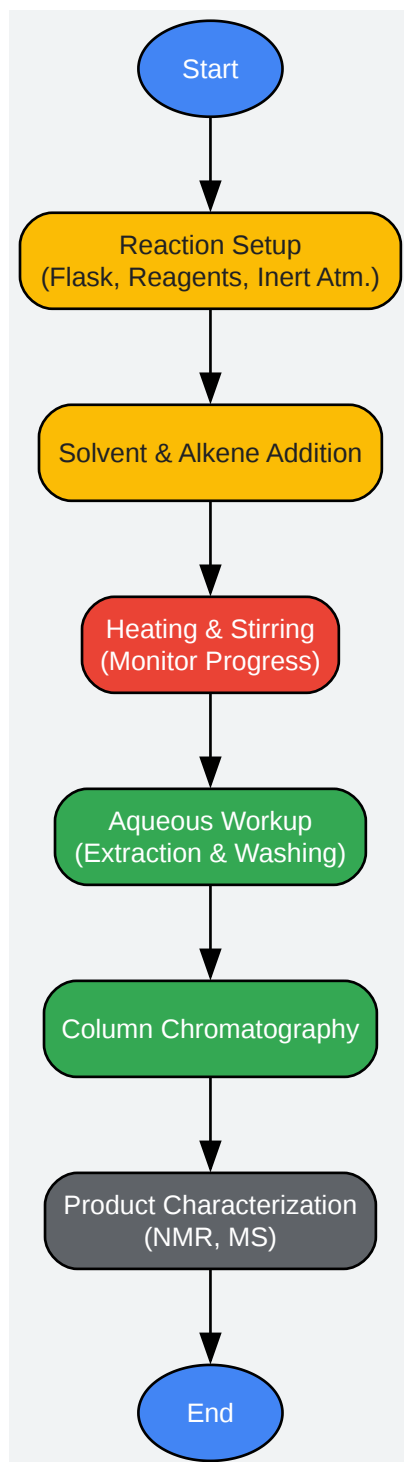 Start
Reaction Setup
(Flask, Reagents, Inert Atm.)
Solvent & Alkene Addition
Heating & Stirring
(Monitor Progress)
Aqueous Workup
(Extraction & Washing)
Column Chromatography
Product Characterization
(NMR, MS)
End